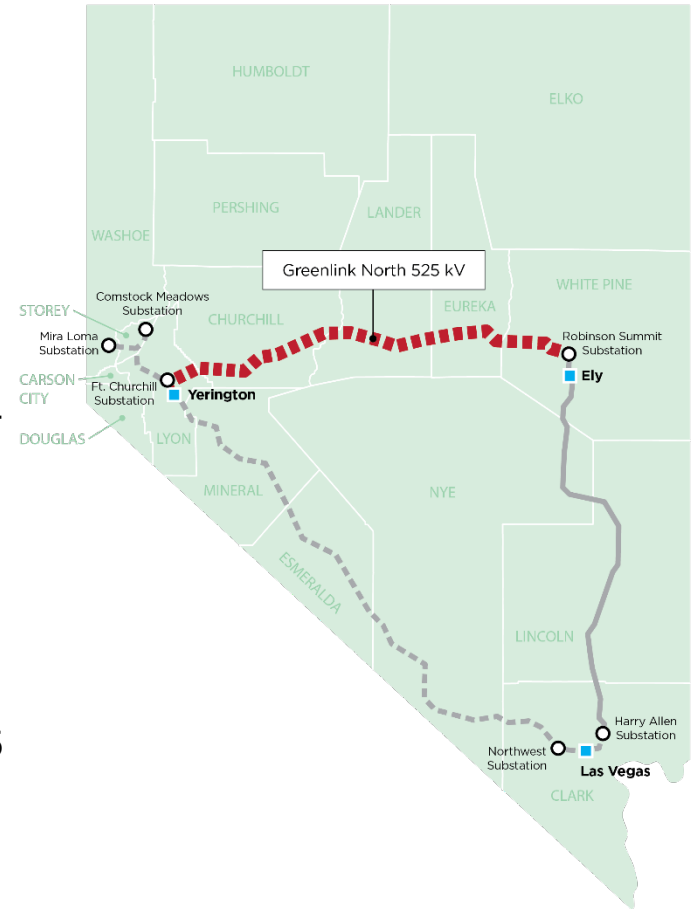 HUMBOLDT
ELKO
PERSHING
LANDER
WASHOE
Greenlink North 525 kV
WHITE PINE
EUREKA
Comstock Meadows
Substation
STOREY
CHURCHILL
Mira Loma
Substation
Robinson Summit
Substation
CARSON
CITY
Ft. Churchill
Substation
Yerington
Ely
DOUGLAS
LYON
MINERAL
NYE
ESMERALDA
LINCOLN
Harry Allen
Substation
Northwest
Substation
Las Vegas
CLARK